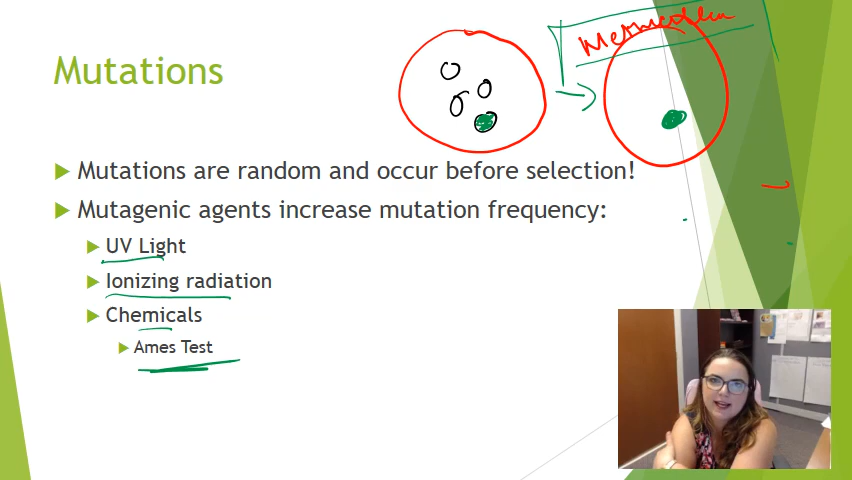 Mutations
Mutations are random and occur before selection!
Mutagenic agents increase mutation frequency:
UV Light
Ionizing radiation
Chemicals
Ames Test